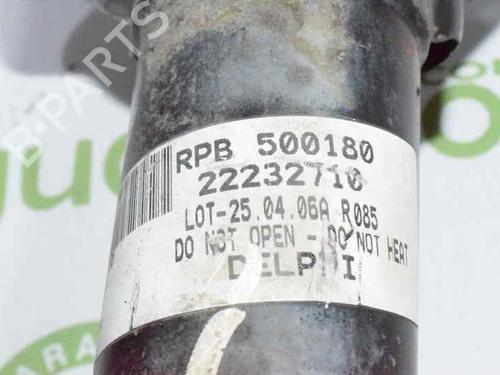 RPB 500180
22232710
LOT-25.04.06A R085
DO NOT OPEN - DO NOT HEAT
DELPHI
B-PARTS